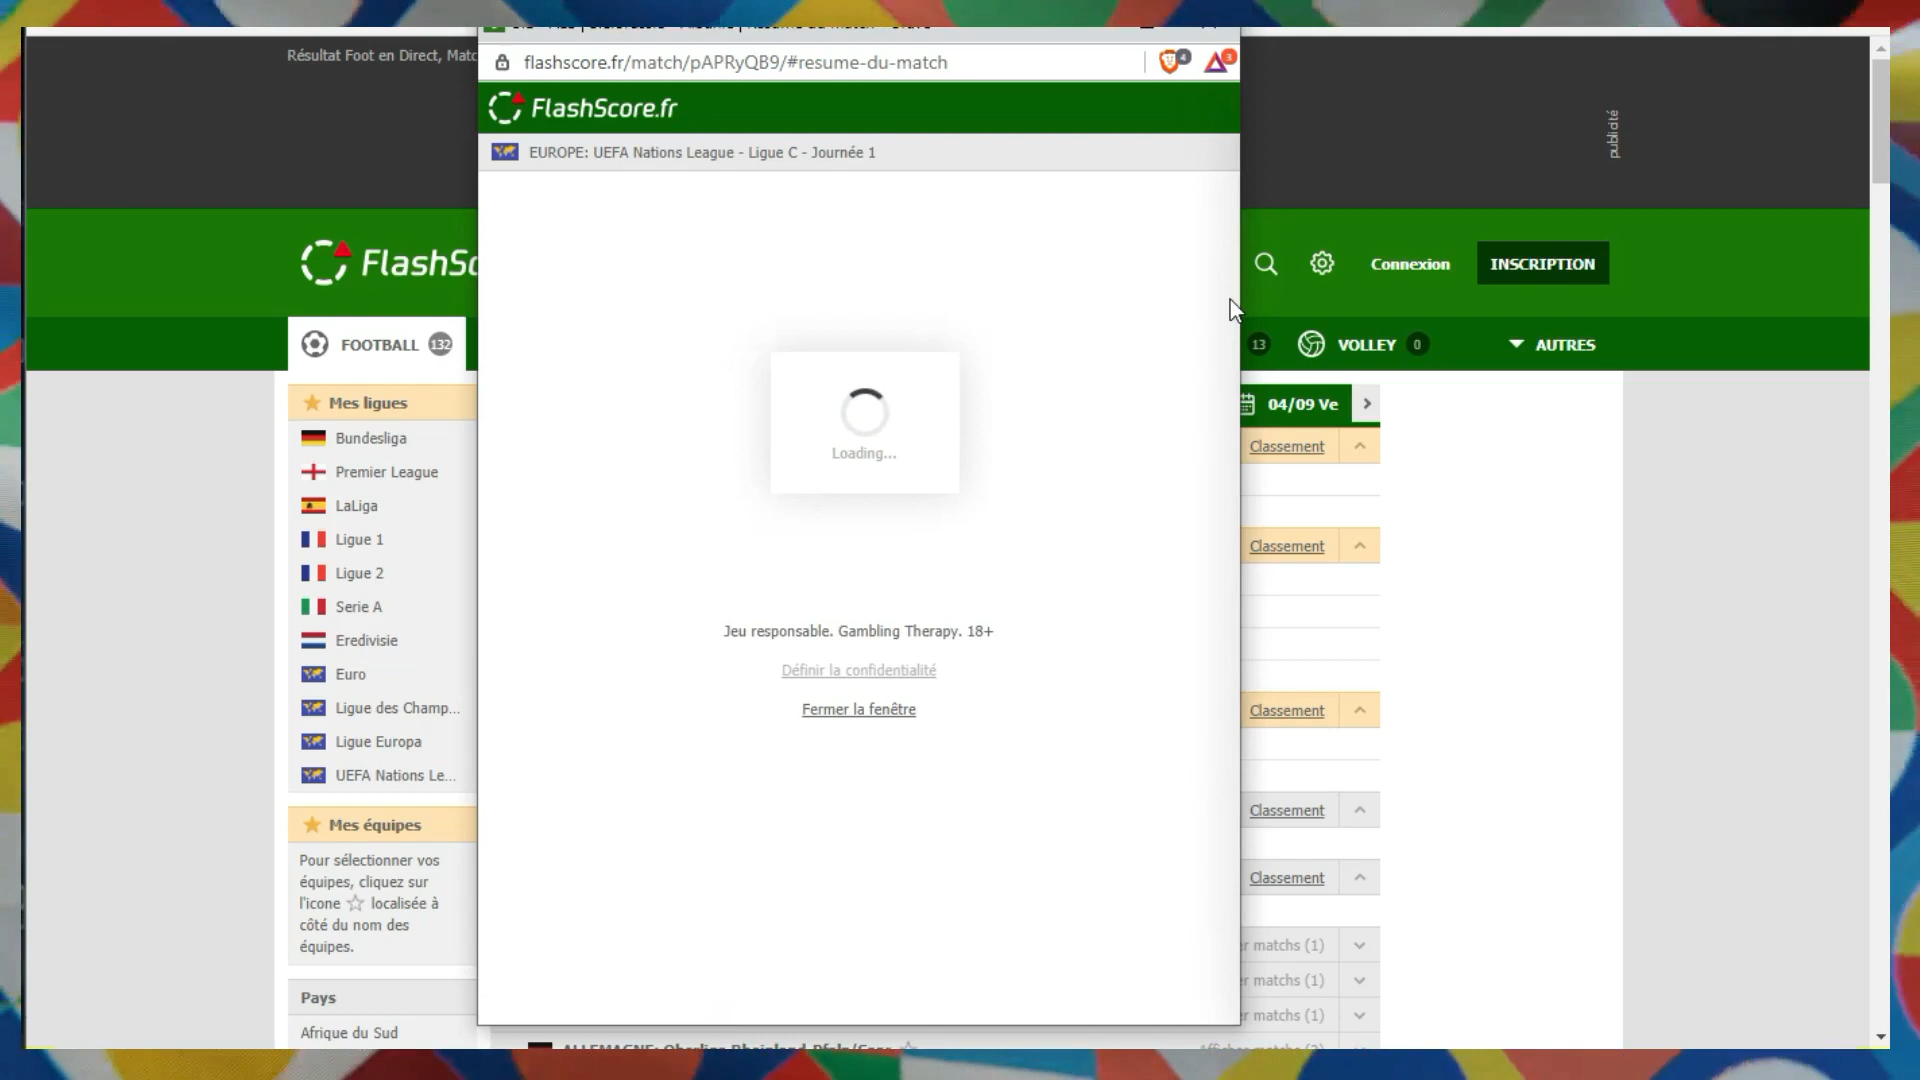 Résultat Foot en Direct, Matc
publicité
flashscore.fr/match/pAPRyQB9/#resume-du-match
4
3
FlashScore.fr
EUROPE: UEFA Nations League - Ligue C - Journée 1
FlashSc
Connexion
INSCRIPTION
FOOTBALL 132
13
VOLLEY 0
AUTRES
04/09 Ve
Mes ligues
Bundesliga
Premier League
LaLiga
Ligue 1
Ligue 2
Serie A
Eredivisie
Euro
Ligue des Champ...
Ligue Europa
UEFA Nations Le...
Mes équipes
Pour sélectionner vos
équipes, cliquez sur
l'icone localisée à
côté du nom des
équipes.
Pays
Afrique du Sud
Loading...
Jeu responsable. Gambling Therapy. 18+
Définir la confidentialité
Fermer la fenêtre
Classement
Classement
Classement
Classement
Classement
er matchs (1)
er matchs (1)
er matchs (1)